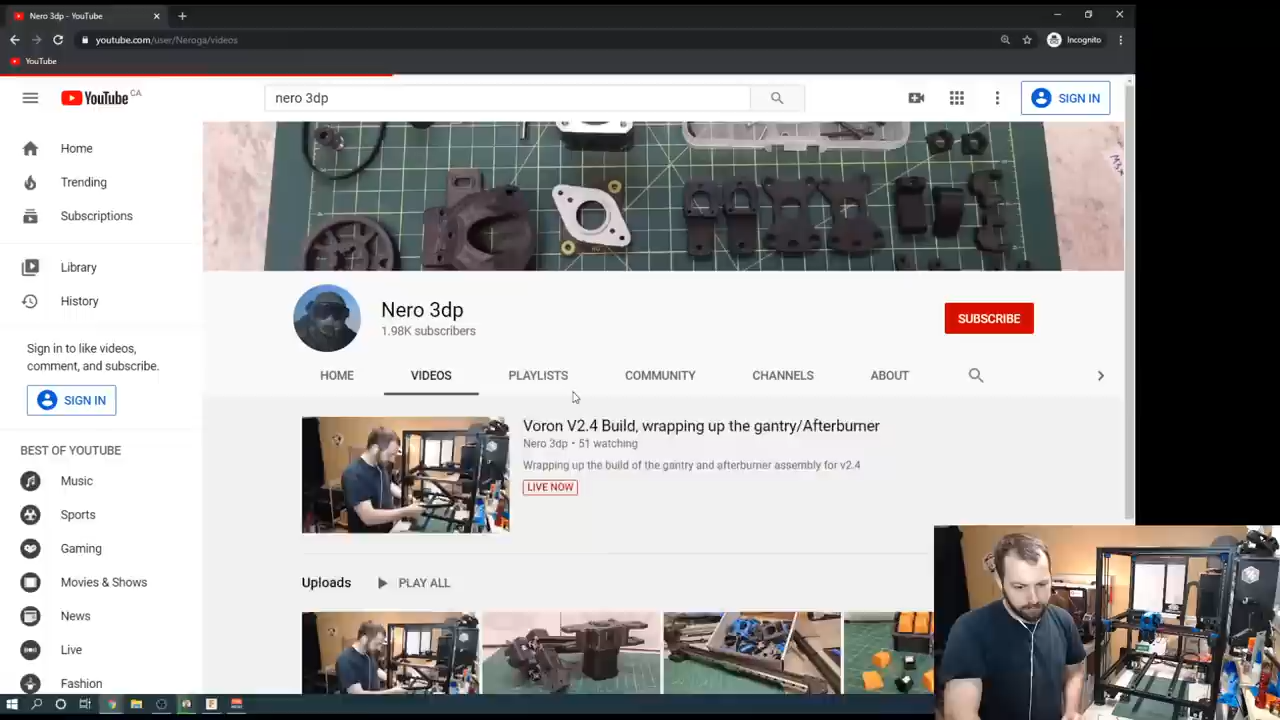 Nero 3dp - YouTube
youtube.com/user/Neroga/videos
Incognito
YouTube
YouTube CA
nero 3dp
SIGN IN
Home
Trending
Subscriptions
Library
History
Sign in to like videos,
comment, and subscribe.
SIGN IN
BEST OF YOUTUBE
Music
Sports
Gaming
Movies & Shows
News
Live
Fashion
Nero 3dp
1.98K subscribers
SUBSCRIBE
HOME
VIDEOS
PLAYLISTS
COMMUNITY
CHANNELS
ABOUT
Voron V2.4 Build, wrapping up the gantry/Afterburner
Nero 3dp • 51 watching
Wrapping up the build of the gantry and afterburner assembly for v2.4
LIVE NOW
Uploads
PLAY ALL